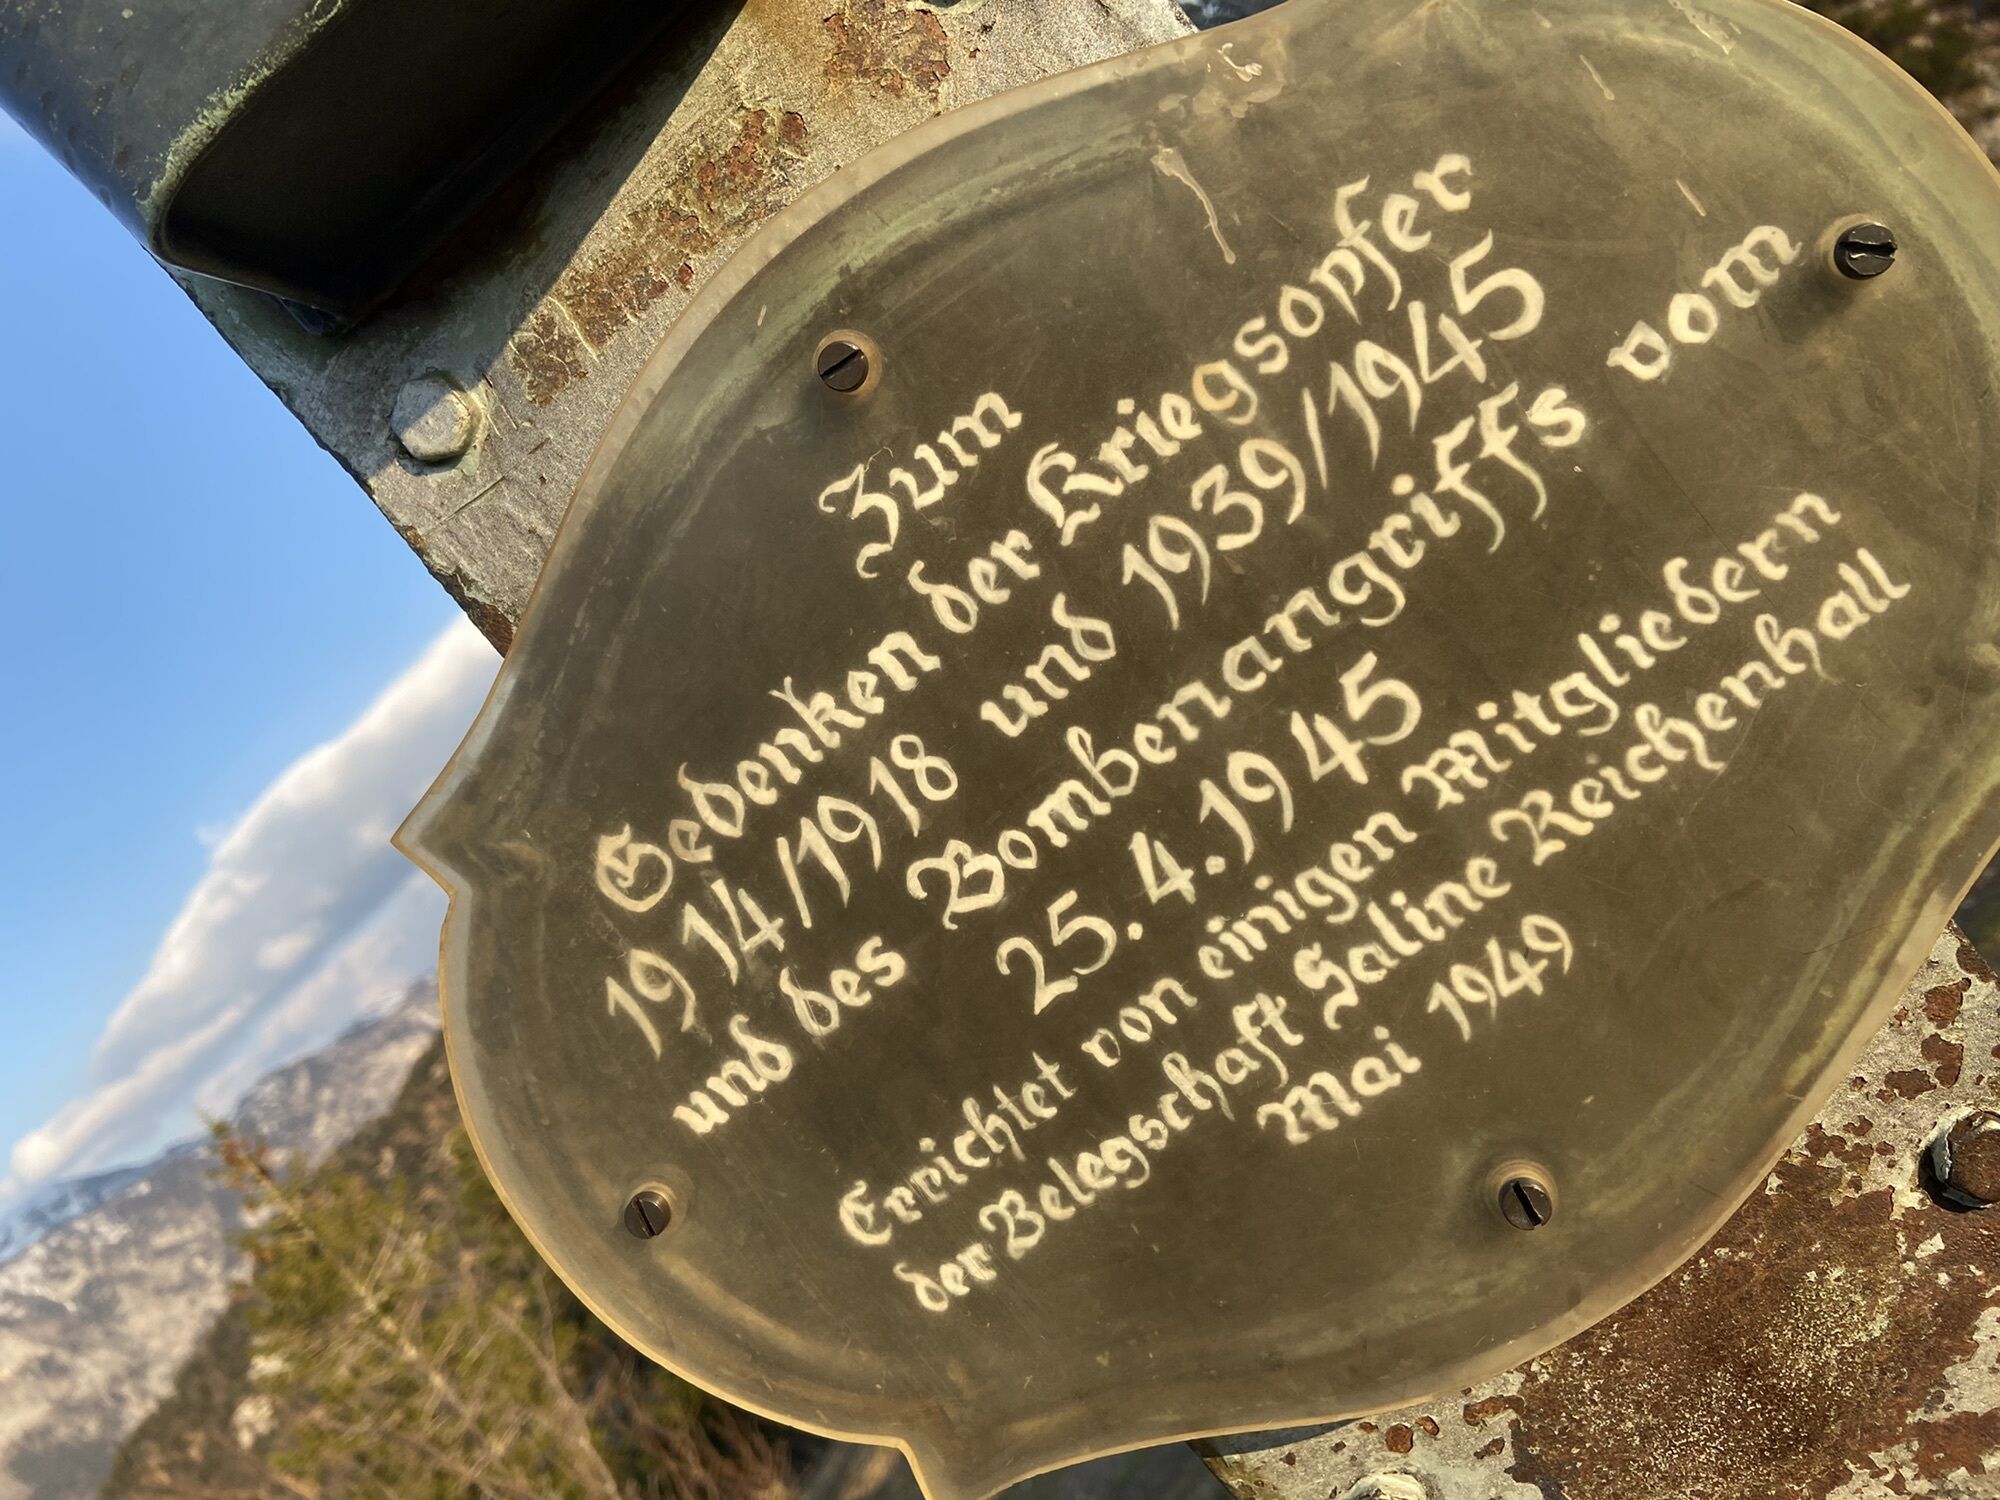 Zum
Gedenken der Kriegsopfer
1914/1918 und 1939/1945
und des Bombenangriffs vom
25.4.1945
Errichtet von einigen Mitgliedern
der Belegschaft Saline Reichenhall
Mai 1949